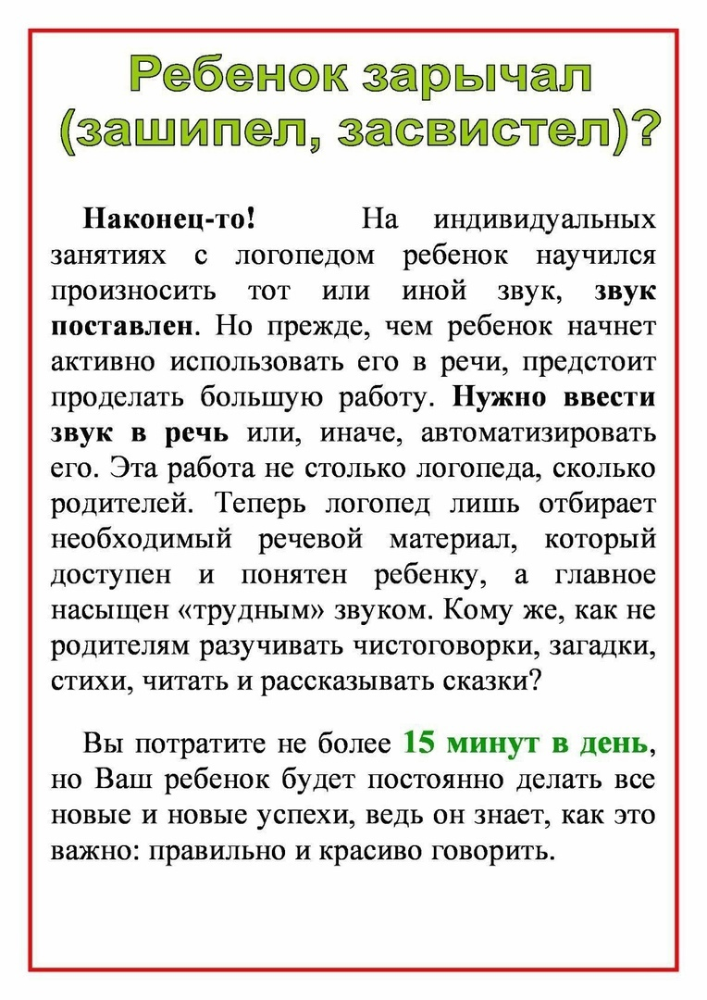 Ребенок зарычал
(зашипел, засвистел)?
Наконец-то! На индивидуальных
занятиях с логопедом ребенок научился
произносить тот или иной звук, звук
поставлен. Но прежде, чем ребенок начнет
активно использовать его в речи, предстоит
проделать большую работу. Нужно ввести
звук в речь или, иначе, автоматизировать
его. Эта работа не столько логопеда, сколько
родителей. Теперь логопед лишь отбирает
необходимый речевой материал, который
доступен и понятен ребенку, а главное
насыщен «трудным» звуком. Кому же, как не
родителям разучивать чистоговорки, загадки,
стихи, читать и рассказывать сказки?
Вы потратите не более 15 минут в день,
но Ваш ребенок будет постоянно делать все
новые и новые успехи, ведь он знает, как это
важно: правильно и красиво говорить.